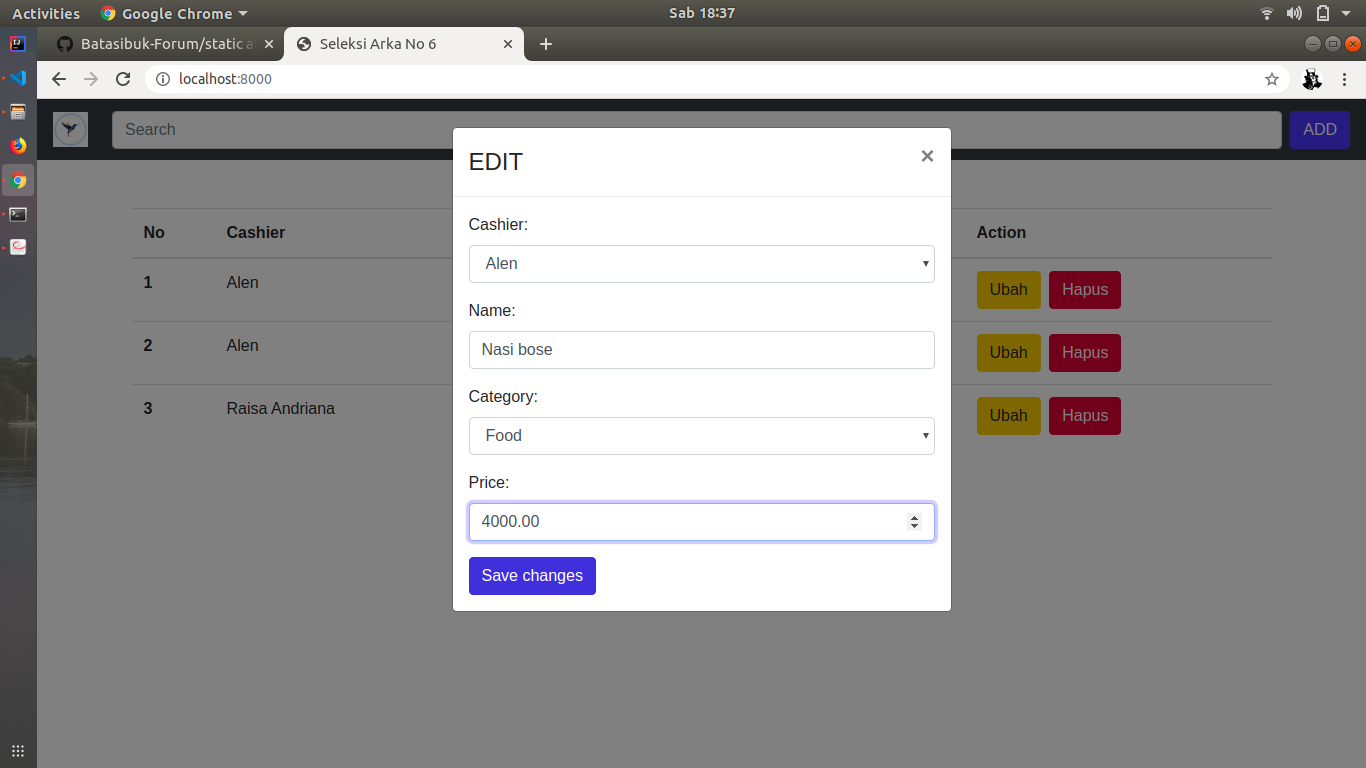 Activities Google Chrome Sab 18:37
Batasibuk-Forum/static a Seleksi Arka No 6
localhost:8000
Search ADD
EDIT ×
Cashier:
Alen
Name:
Nasi bose
Category:
Food
Price:
4000.00
Save changes
No Cashier Action
1 Alen Ubah Hapus
2 Alen Ubah Hapus
3 Raisa Andriana Ubah Hapus